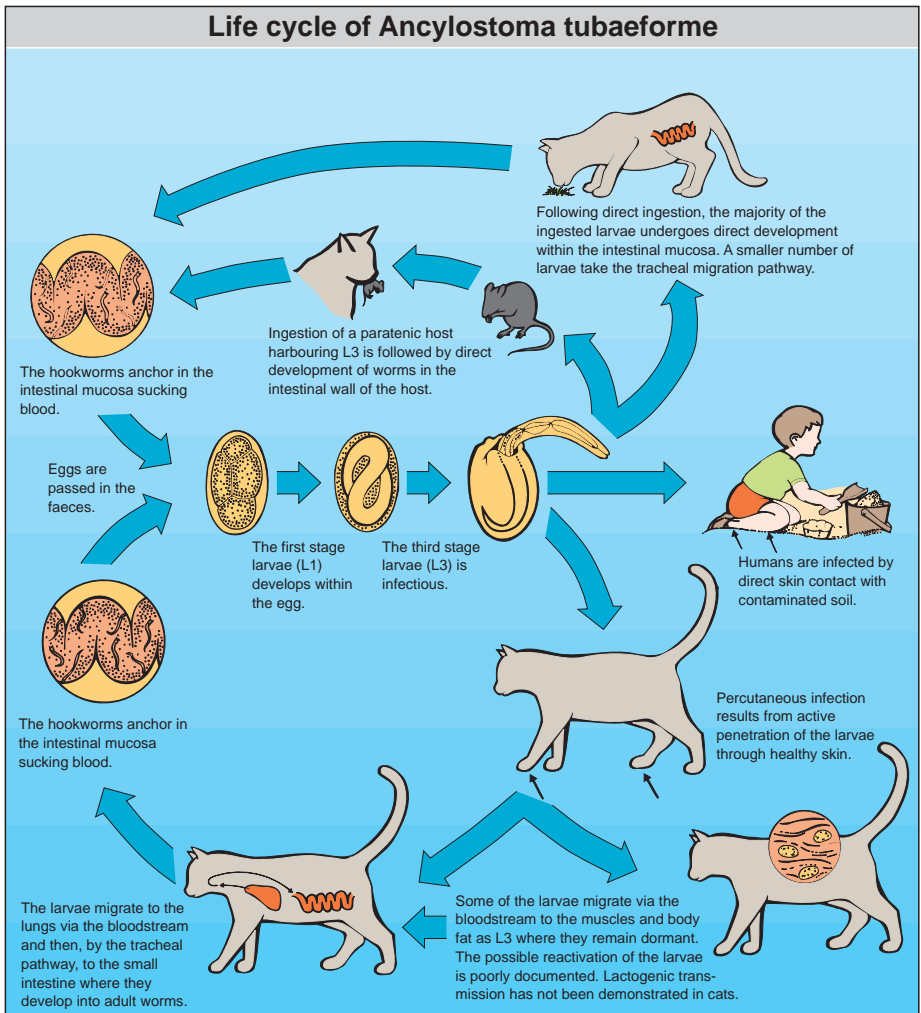 Life cycle of Ancylostoma tubaeforme
Following direct ingestion, the majority of the
ingested larvae undergoes direct development
within the intestinal mucosa. A smaller number of
larvae take the tracheal migration pathway.
Ingestion of a paratenic host
harbouring L3 is followed by direct
development of worms in the
intestinal wall of the host.
The hookworms anchor in the
intestinal mucosa sucking
blood.
Eggs are
passed in the
faeces.
The first stage
larvae (L1)
develops within
the egg.
The third stage
larvae (L3) is
infectious.
Humans are infected by
direct skin contact with
contaminated soil.
The hookworms anchor in
the intestinal mucosa
sucking blood.
Percutaneous infection
results from active
penetration of the larvae
through healthy skin.
The larvae migrate to the
lungs via the bloodstream
and then, by the tracheal
pathway, to the small
intestine where they
develop into adult worms.
Some of the larvae migrate via the
bloodstream to the muscles and body
fat as L3 where they remain dormant.
The possible reactivation of the larvae
is poorly documented. Lactogenic trans-
mission has not been demonstrated in cats.